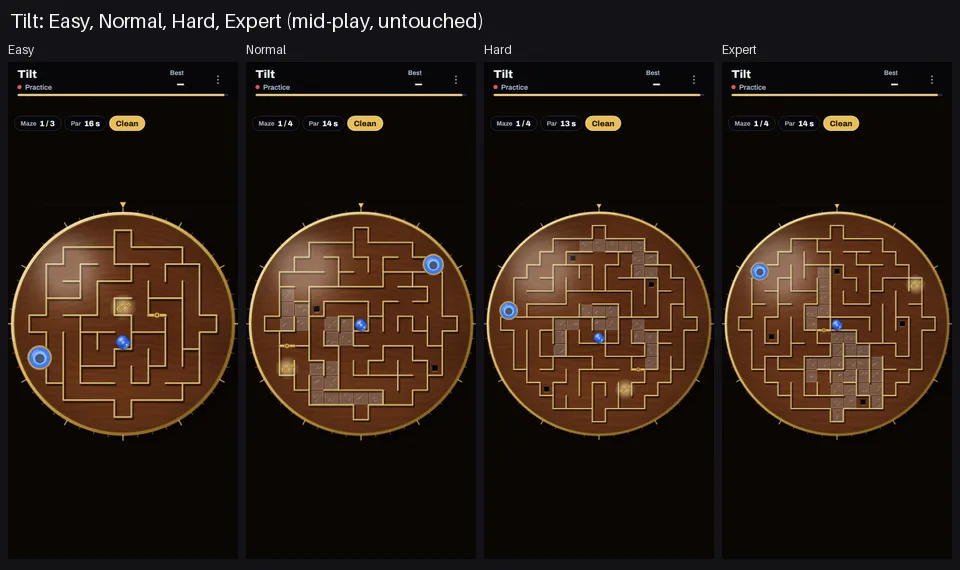 Tilt: Easy, Normal, Hard, Expert (mid-play, untouched)
Easy
Normal
Hard
Expert
Tilt
Practice
Best
–
Maze 1 / 3
Par 16 s
Clean
Tilt
Practice
Best
–
Maze 1 / 4
Par 14 s
Clean
Tilt
Practice
Best
–
Maze 1 / 4
Par 13 s
Clean
Tilt
Practice
Best
–
Maze 1 / 4
Par 14 s
Clean